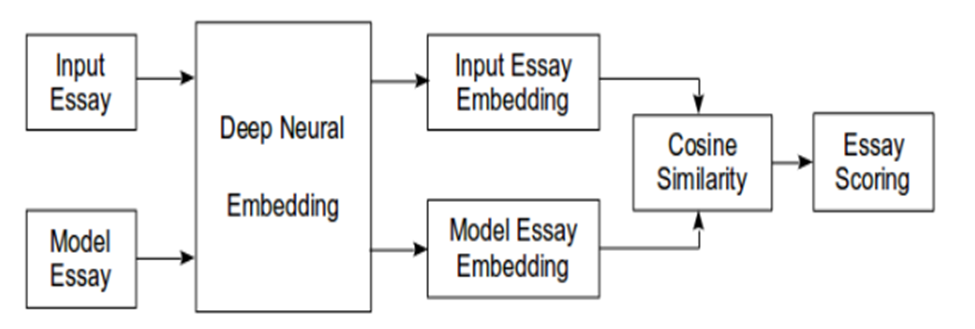 Input
Essay
Model
Essay
Deep Neural
Embedding
Input Essay
Embedding
Model Essay
Embedding
Cosine
Similarity
Essay
Scoring